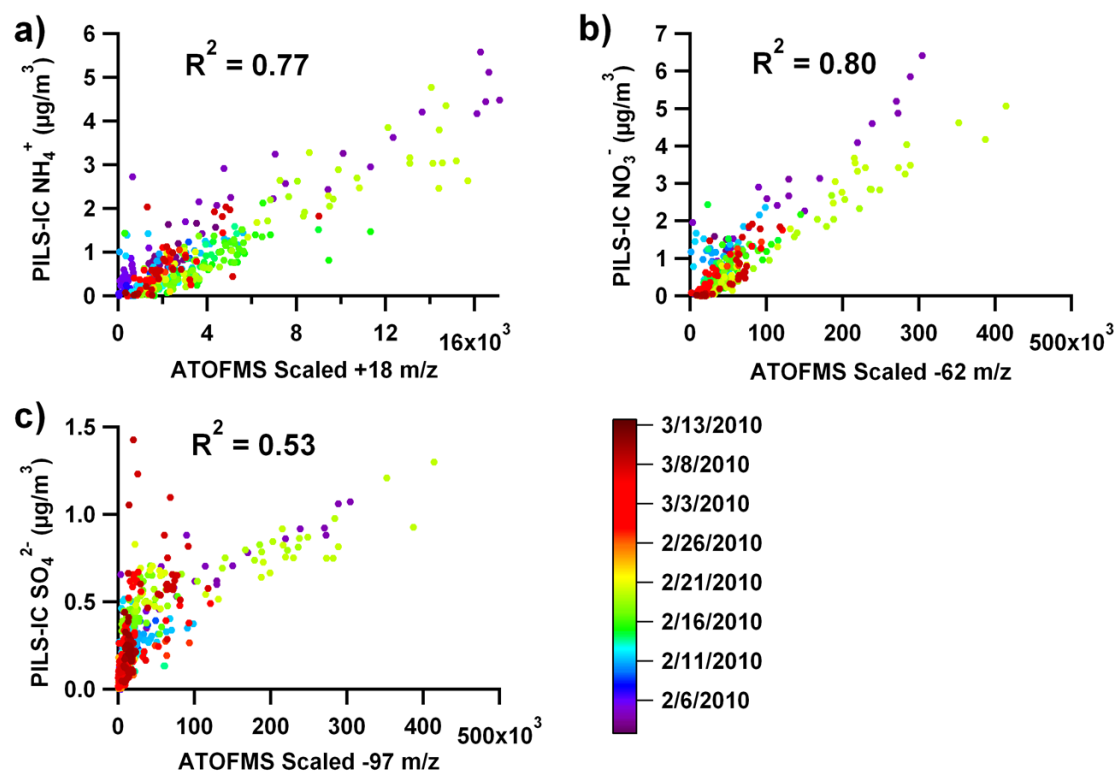 a)
R² = 0.77
PILS-IC NH₄⁺ (µg/m³)
6
5
4
3
2
1
0
0
4
8
12
16x10³
ATOFMS Scaled +18 m/z
b)
R² = 0.80
PILS-IC NO₃⁻ (µg/m³)
7
6
5
4
3
2
1
0
0
100
200
300
400
500x10³
ATOFMS Scaled -62 m/z
c)
R² = 0.53
PILS-IC SO₄²⁻ (µg/m³)
1.5
1.0
0.5
0.0
0
100
200
300
400
500x10³
ATOFMS Scaled -97 m/z
3/13/2010
3/8/2010
3/3/2010
2/26/2010
2/21/2010
2/16/2010
2/11/2010
2/6/2010